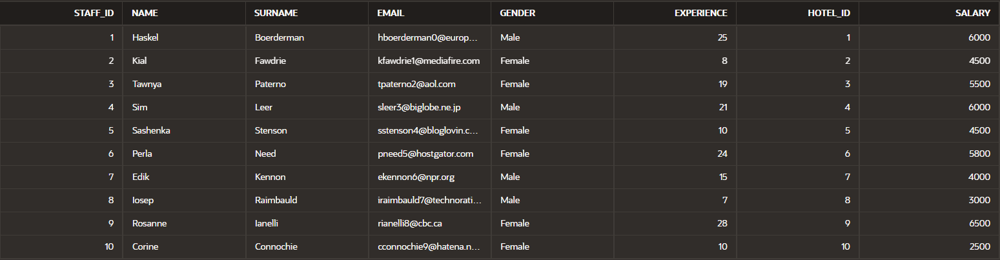 STAFF_ID NAME SURNAME EMAIL GENDER EXPERIENCE HOTEL_ID SALARY
1 Haskel Boerderman hboerderman0@europ... Male 25 1 6000
2 Kial Fawdrie kfawdrie1@mediafire.com Female 8 2 4500
3 Tawnya Paterno tpaterno2@aol.com Female 19 3 5500
4 Sim Leer sleer3@biglobe.ne.jp Male 21 4 6000
5 Sashenka Stenson sstenson4@bloglovin.c... Female 10 5 4500
6 Perla Need pneed5@hostgator.com Female 24 6 5800
7 Edik Kennon ekennon6@npr.org Male 15 7 4000
8 Iosep Raimbauld iraimbauld7@technorati... Male 7 8 3000
9 Rosanne Ianelli rianelli8@cbc.ca Female 28 9 6500
10 Corine Connochie cconnochie9@hatena.n... Female 10 10 2500